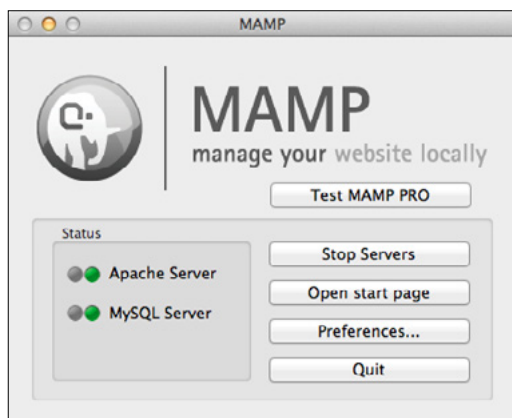 MAMP
MAMP
manage your website locally
Test MAMP PRO
Status
Apache Server
MySQL Server
Stop Servers
Open start page
Preferences...
Quit